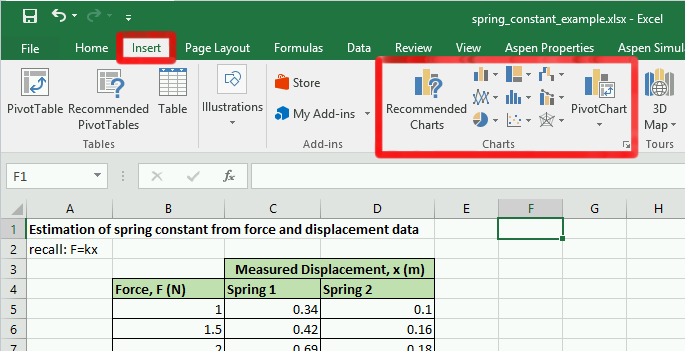 spring_constant_example.xlsx - Excel
File Home Insert Page Layout Formulas Data Review View Aspen Properties Aspen Simula
PivotTable Recommended PivotTables Table Illustrations Store My Add-ins Recommended Charts PivotChart 3D Map
Tables Add-ins Charts Tours
F1 fx
A B C D E F G H
1 Estimation of spring constant from force and displacement data
2 recall: F=kx
3 Measured Displacement, x (m)
4 Force, F (N) Spring 1 Spring 2
5 1 0.34 0.1
6 1.5 0.42 0.16
7 2 0.69 0.18